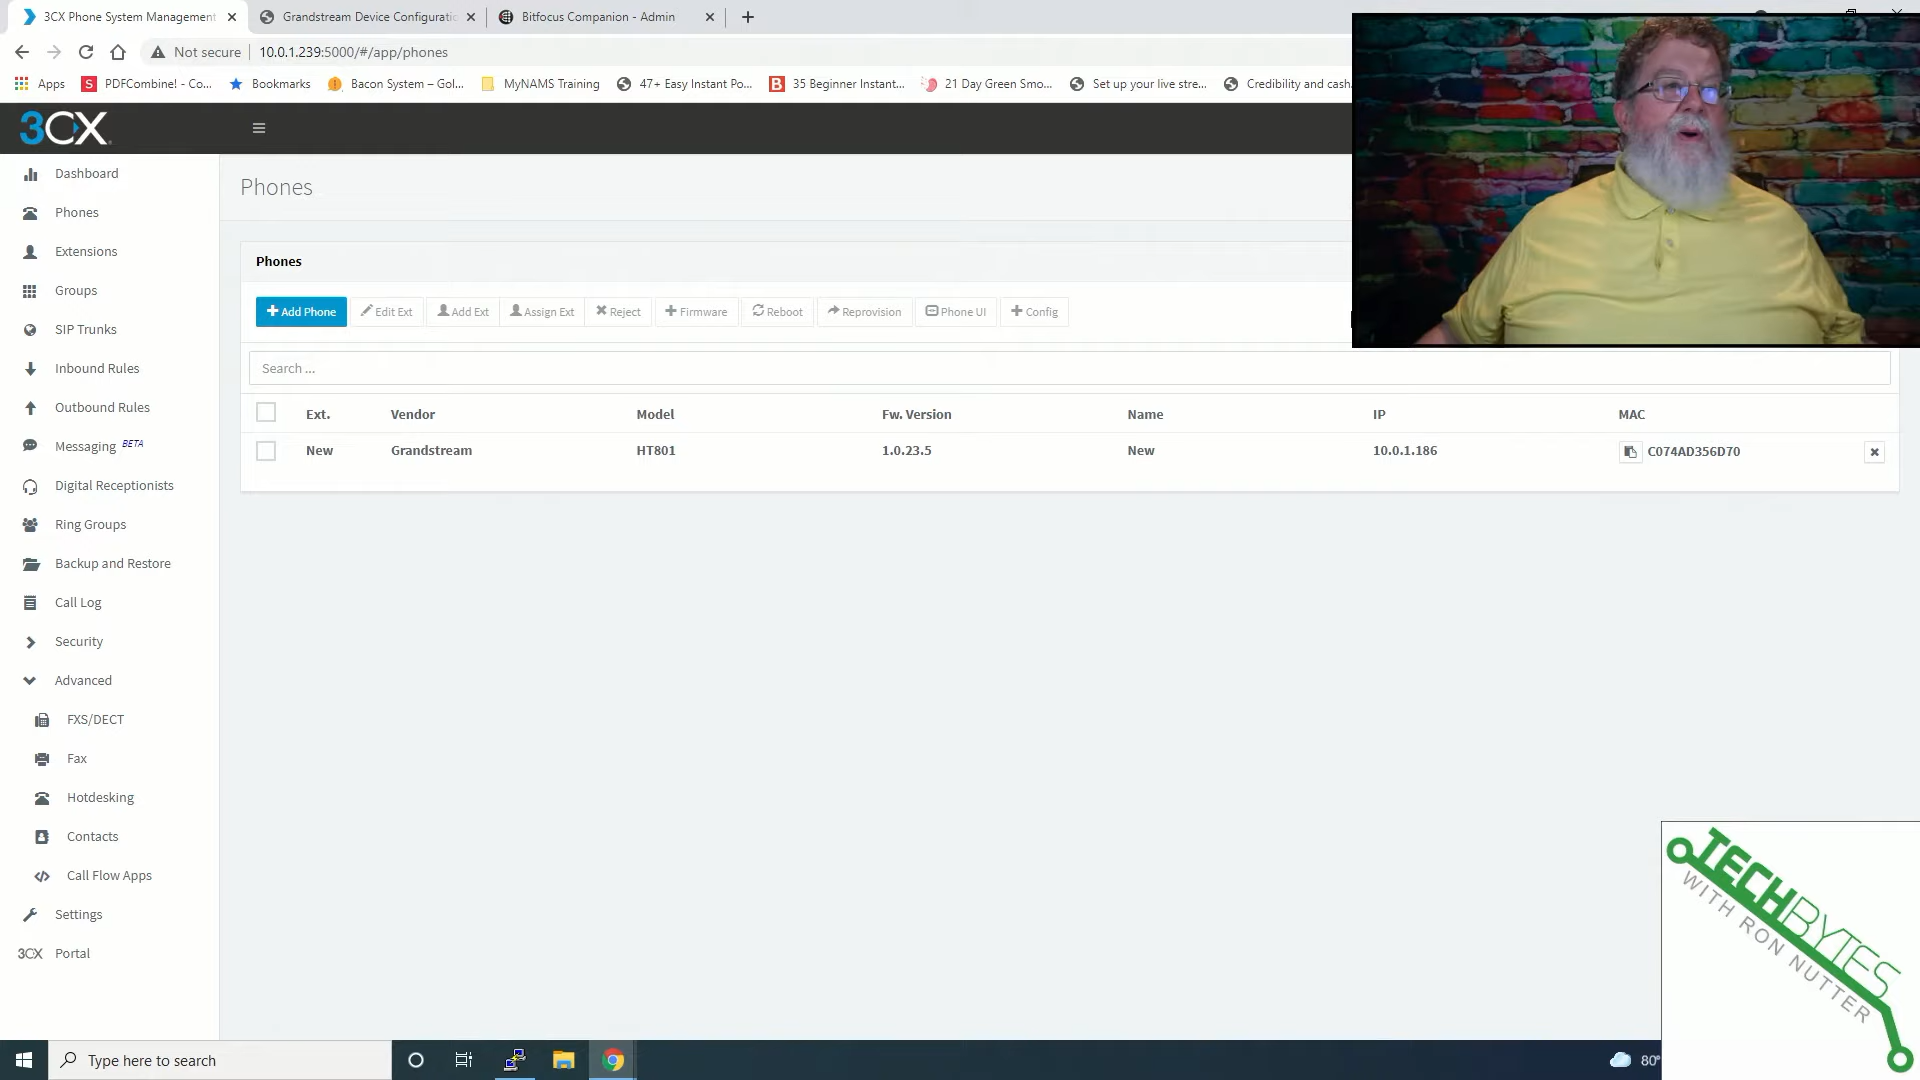 3CX Phone System Management
Grandstream Device Configuratio
Bitfocus Companion - Admin
Not secure
10.0.1.239:5000/#/app/phones
Apps
PDFCombine! - Co...
Bookmarks
Bacon System – Gol...
MyNAMS Training
47+ Easy Instant Po...
35 Beginner Instant...
21 Day Green Smo...
Set up your live stre...
Credibility and cash
3CX
Dashboard
Phones
Extensions
Groups
SIP Trunks
Inbound Rules
Outbound Rules
Messaging BETA
Digital Receptionists
Ring Groups
Backup and Restore
Call Log
Security
Advanced
FXS/DECT
Fax
Hotdesking
Contacts
Call Flow Apps
Settings
3CX Portal
Phones
Phones
Add Phone Edit Ext Add Ext Assign Ext Reject Firmware Reboot Reprovision Phone UI Config
Search ...
Ext. Vendor Model Fw. Version Name IP MAC
New Grandstream HT801 1.0.23.5 New 10.0.1.186 C074AD356D70
TECHBYTES
WITH RON NUTTER
Type here to search
80°